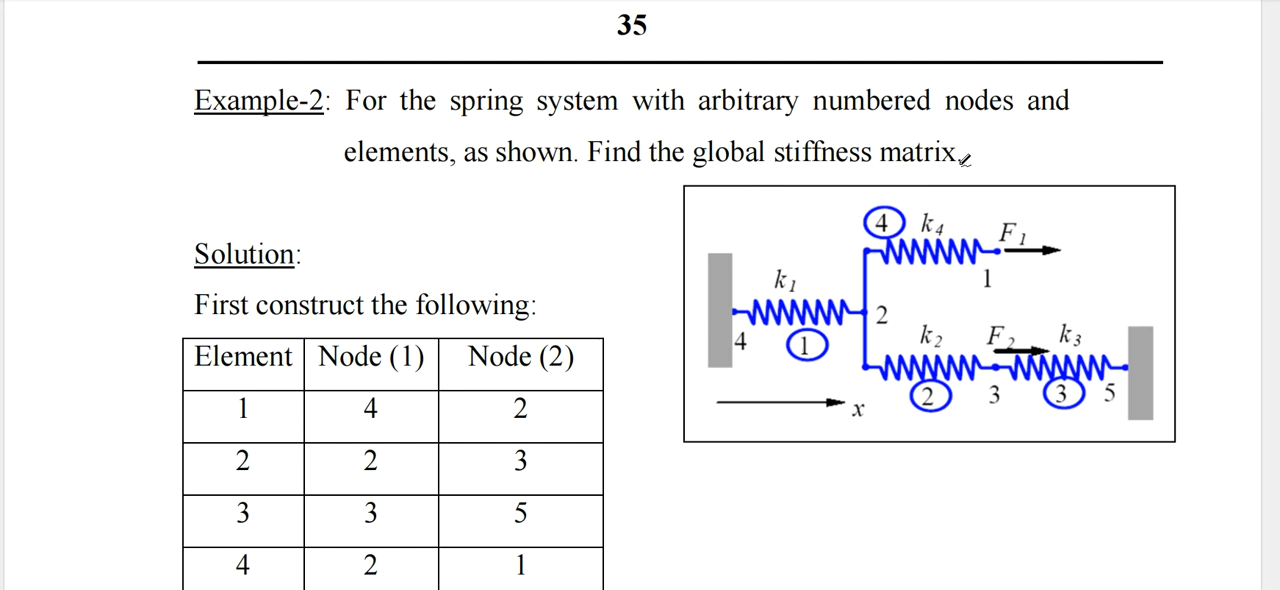 35
Example-2: For the spring system with arbitrary numbered nodes and
elements, as shown. Find the global stiffness matrix.
Solution:
First construct the following:
Element Node (1) Node (2)
1 4 2
2 2 3
3 3 5
4 2 1
4 k4 F1
1
k1
2
4 1
k2 F2 k3
2 3 3 5
x